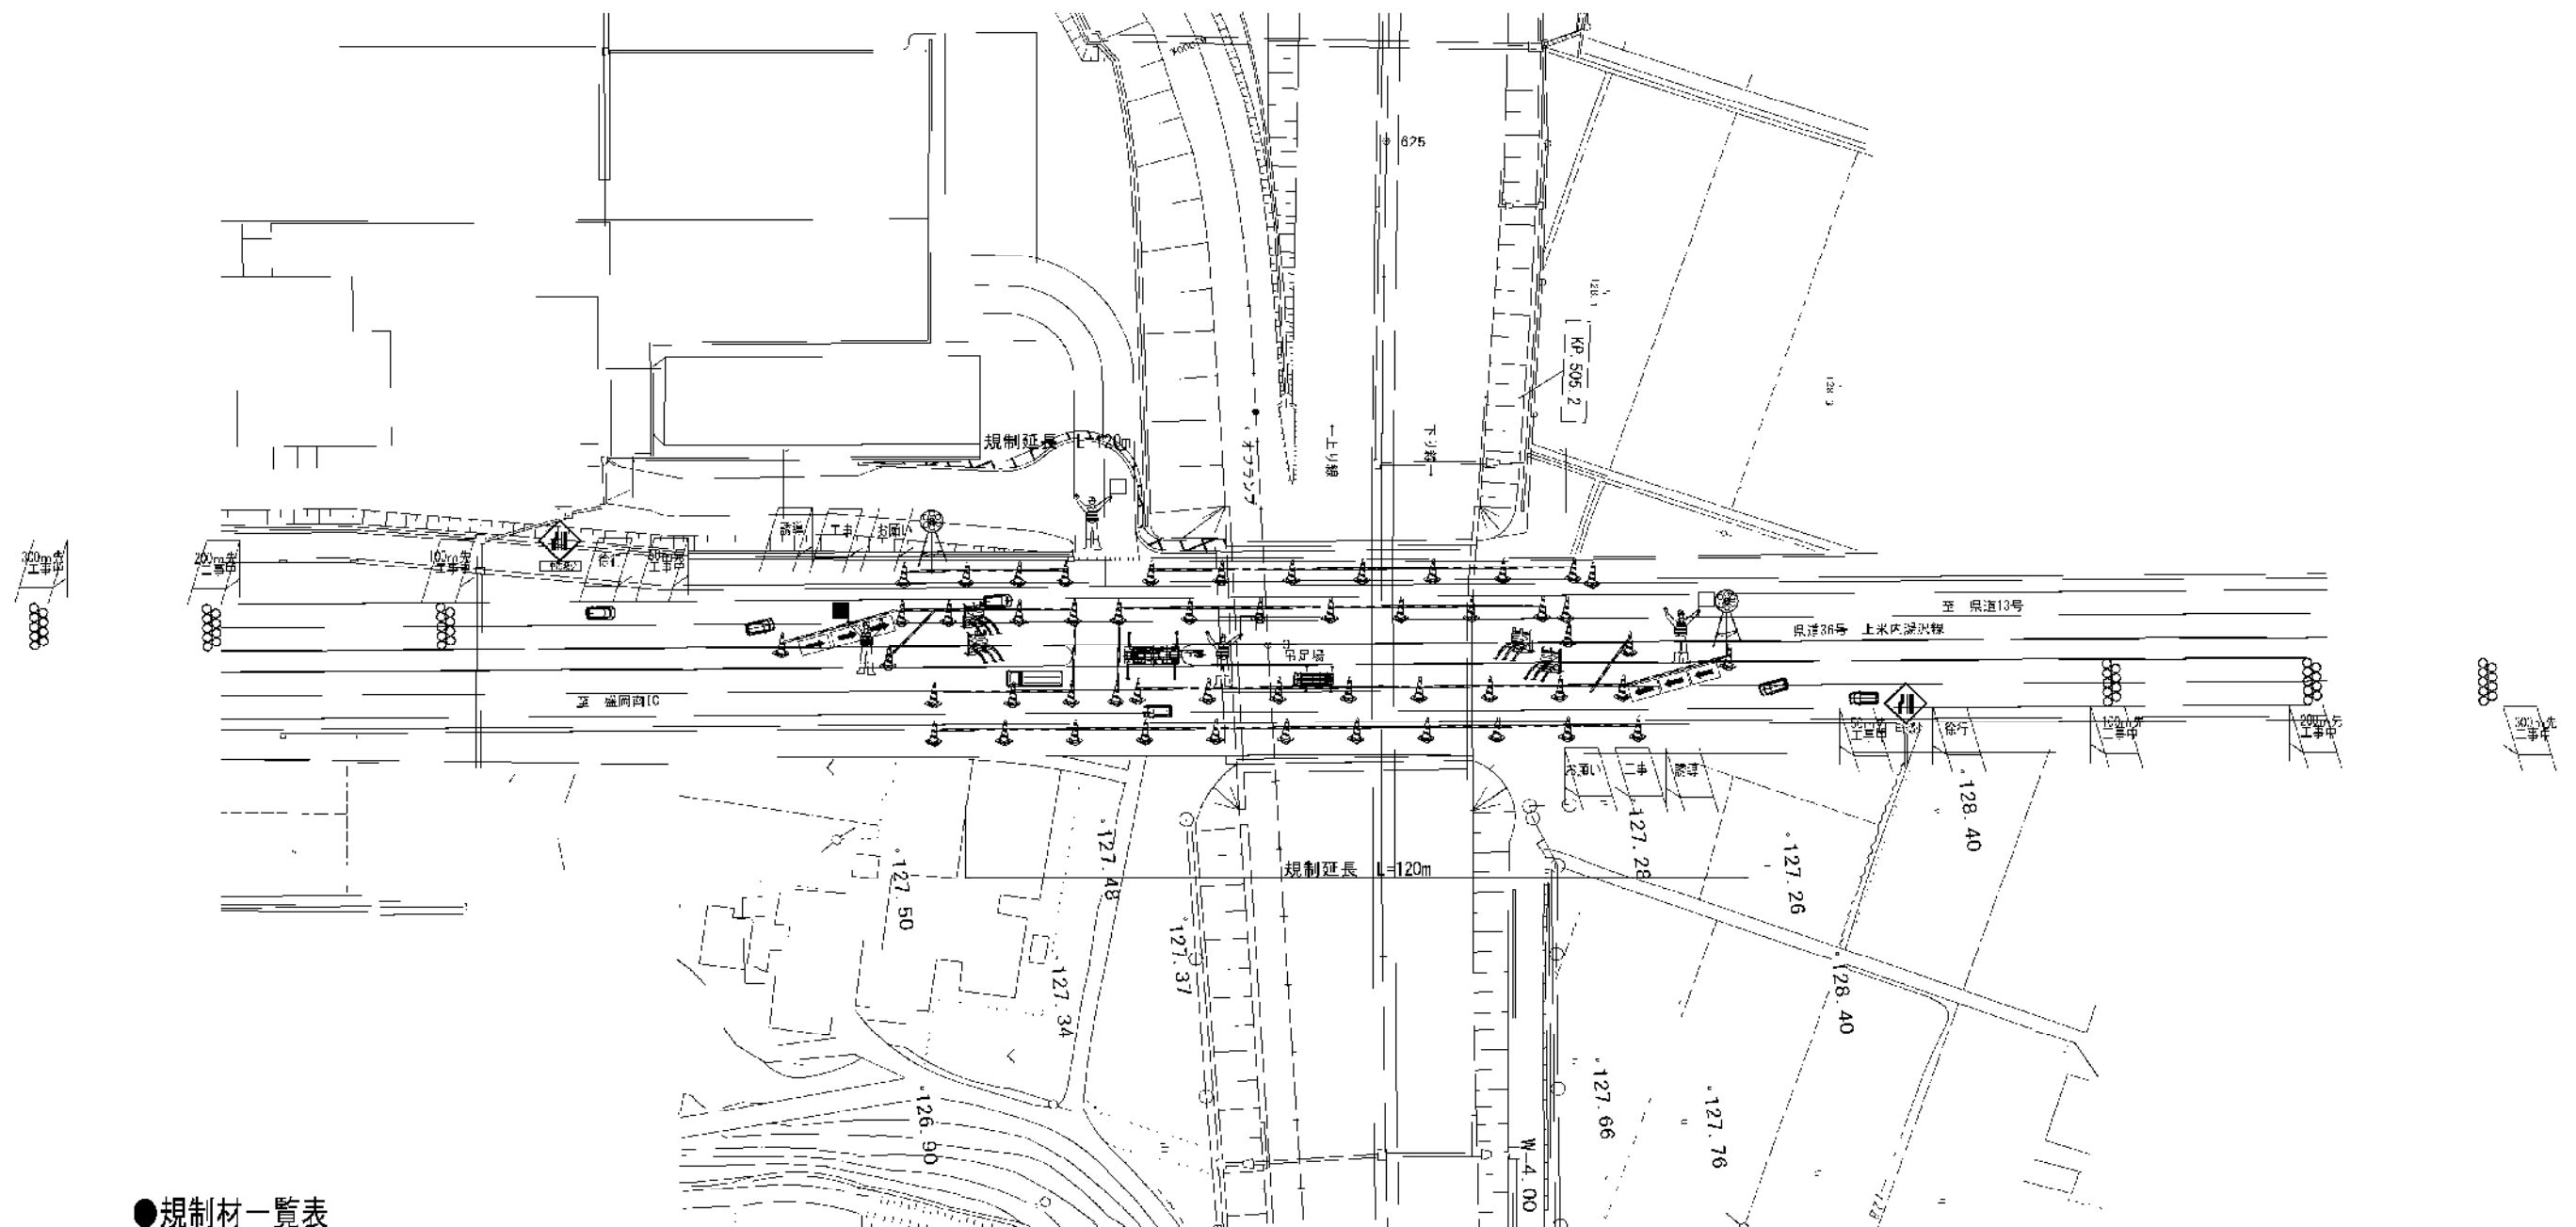 625
KP.505.2
規制延長 L=120m
オフランプ
←上り線
下り線→
誘導
工事
お願い
300m先
工事中
200m先
工事中
100m先
工事中
徐行
工事中
至 県道13号
県道36号 上米内湯沢線
吊足場
至 盛岡南IC
50m先
工事中
徐行
100m先
工事中
200m先
工事中
300m先
工事中
お願い
工事
誘導
規制延長 L=120m
127.50
127.48
127.37
127.34
127.28
127.26
128.40
128.40
126.90
127.66
127.76
W-4.00
●規制材一覧表